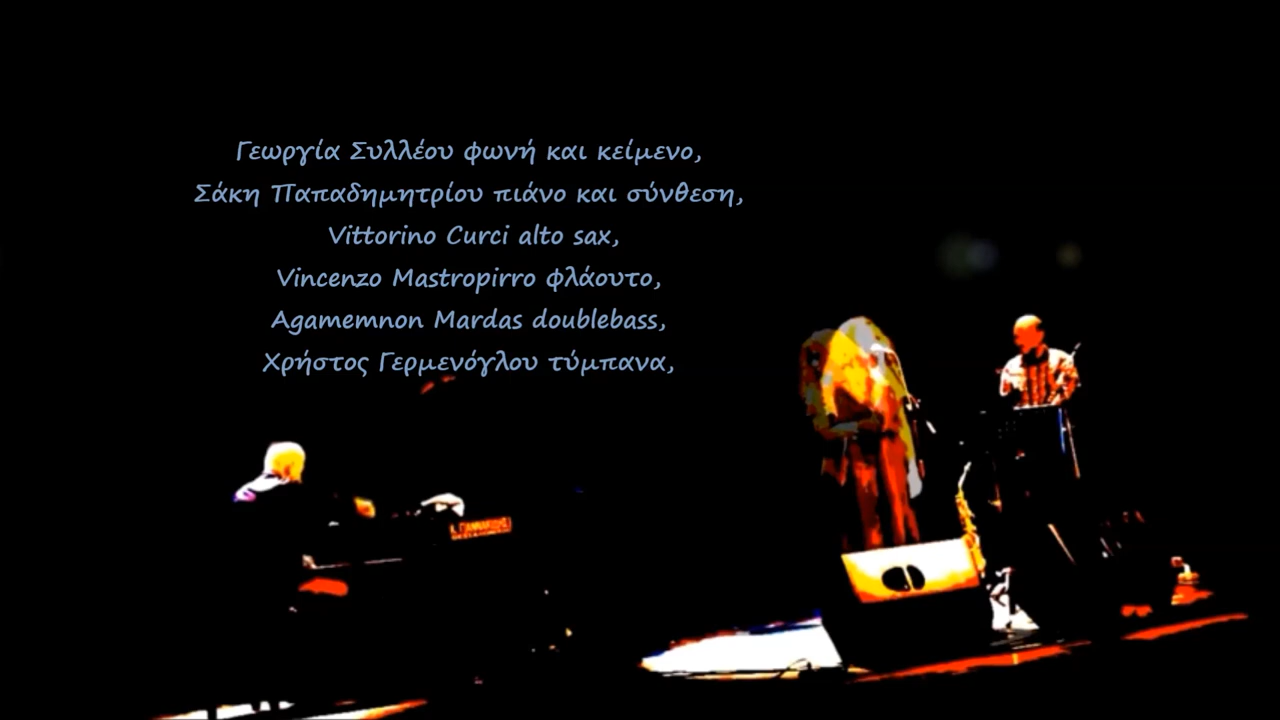 Γεωργία Συλλέου φωνή και κείμενο,
Σάκη Παπαδημητρίου πιάνο και σύνθεση,
Vittorino Curci alto sax,
Vincenzo Mastropirro φλάουτο,
Agamemnon Mardas doublebass,
Χρήστος Γερμενόγλου τύμπανα,